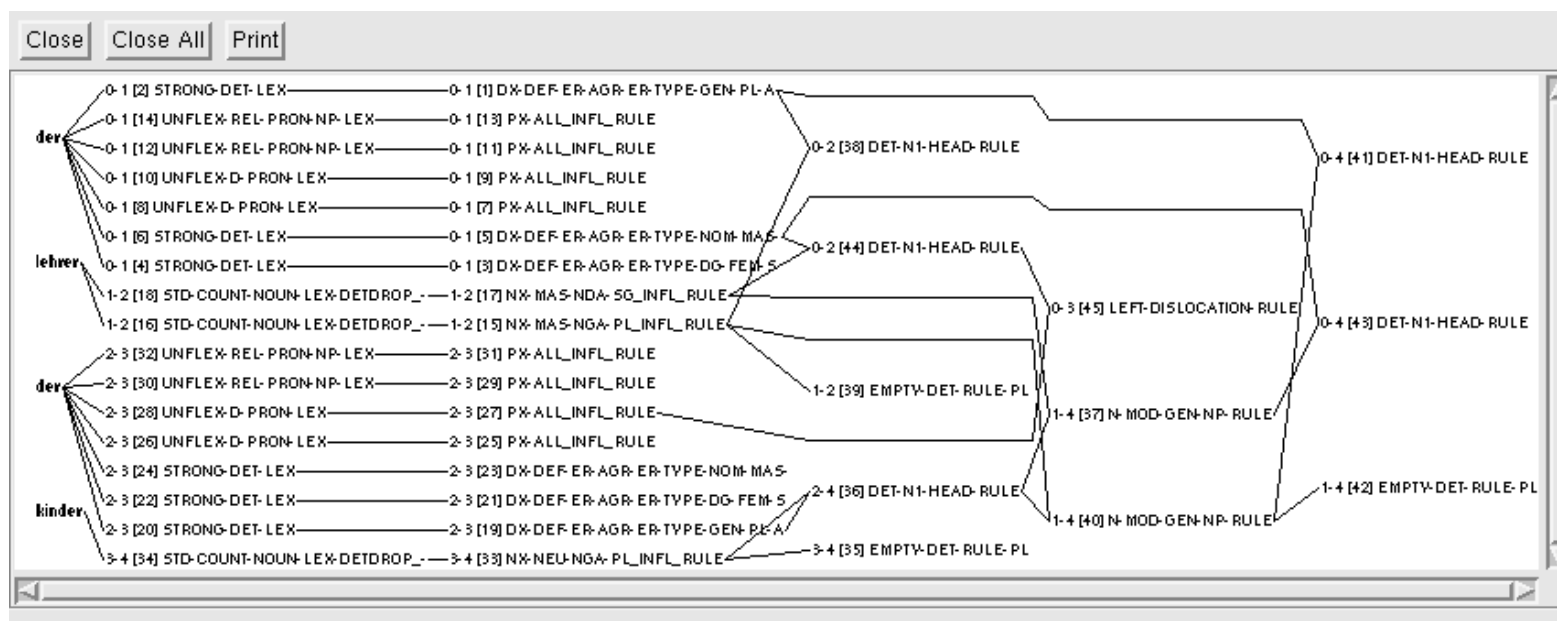 Close Close All Print
0-1 [2] STRONG-DET-LEX 0-1 [1] DX-DEF-ER-AGR-ER-TYPE-GEN-PL-A
0-1 [14] UNFLEX-REL-PRON-NP-LEX 0-1 [13] PX-ALL_INFL_RULE
der
0-1 [12] UNFLEX-REL-PRON-NP-LEX 0-1 [11] PX-ALL_INFL_RULE 0-2 [38] DET-N1-HEAD-RULE
0-4 [41] DET-N1-HEAD-RULE
0-1 [10] UNFLEX-D-PRON-LEX 0-1 [9] PX-ALL_INFL_RULE
0-1 [8] UNFLEX-D-PRON-LEX 0-1 [7] PX-ALL_INFL_RULE
0-1 [6] STRONG-DET-LEX 0-1 [5] DX-DEF-ER-AGR-ER-TYPE-NOM-MAS-
0-2 [44] DET-N1-HEAD-RULE
lehrer
0-1 [4] STRONG-DET-LEX 0-1 [3] DX-DEF-ER-AGR-ER-TYPE-DG-FEM-S
1-2 [18] STD-COUNT-NOUN-LEX-DETDROP_- 1-2 [17] NX-MAS-NDA-SG_INFL_RULE
0-3 [45] LEFT-DISLOCATION-RULE
1-2 [16] STD-COUNT-NOUN-LEX-DETDROP_- 1-2 [15] NX-MAS-NGA-PL_INFL_RULE 0-4 [43] DET-N1-HEAD-RULE
2-3 [32] UNFLEX-REL-PRON-NP-LEX 2-3 [31] PX-ALL_INFL_RULE
der
2-3 [30] UNFLEX-REL-PRON-NP-LEX 2-3 [29] PX-ALL_INFL_RULE 1-2 [39] EMPTY-DET-RULE-PL
2-3 [28] UNFLEX-D-PRON-LEX 2-3 [27] PX-ALL_INFL_RULE 1-4 [37] N-MOD-GEN-NP-RULE
2-3 [26] UNFLEX-D-PRON-LEX 2-3 [25] PX-ALL_INFL_RULE
2-3 [24] STRONG-DET-LEX 2-3 [23] DX-DEF-ER-AGR-ER-TYPE-NOM-MAS-
2-4 [36] DET-N1-HEAD-RULE 1-4 [42] EMPTY-DET-RULE-PL
2-3 [22] STRONG-DET-LEX 2-3 [21] DX-DEF-ER-AGR-ER-TYPE-DG-FEM-S
kinder
2-3 [20] STRONG-DET-LEX 2-3 [19] DX-DEF-ER-AGR-ER-TYPE-GEN-PL-A 1-4 [40] N-MOD-GEN-NP-RULE
3-4 [34] STD-COUNT-NOUN-LEX-DETDROP_- 3-4 [33] NX-NEU-NGA-PL_INFL_RULE 3-4 [35] EMPTY-DET-RULE-PL